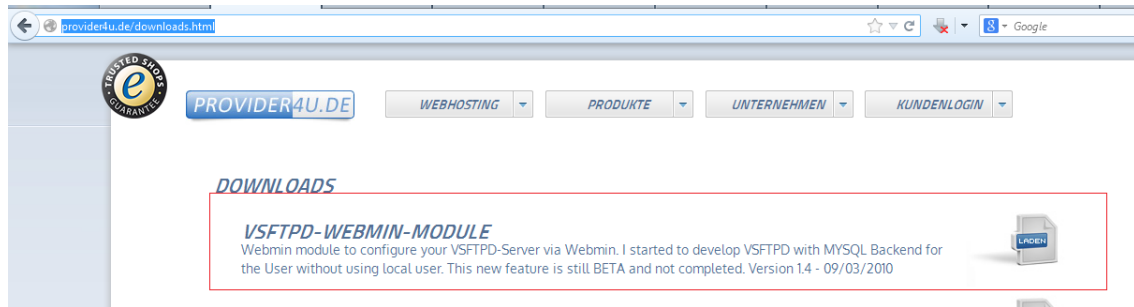 provider4u.de/downloads.html
Google
TRUSTED SHOPS
e
GUARANTEE
PROVIDER4U.DE
WEBHOSTING
PRODUKTE
UNTERNEHMEN
KUNDENLOGIN
DOWNLOADS
VSFTPD-WEBMIN-MODULE
Webmin module to configure your VSFTPD-Server via Webmin. I started to develop VSFTPD with MYSQL Backend for
LADEN
the User without using local user. This new feature is still BETA and not completed. Version 1.4 - 09/03/2010